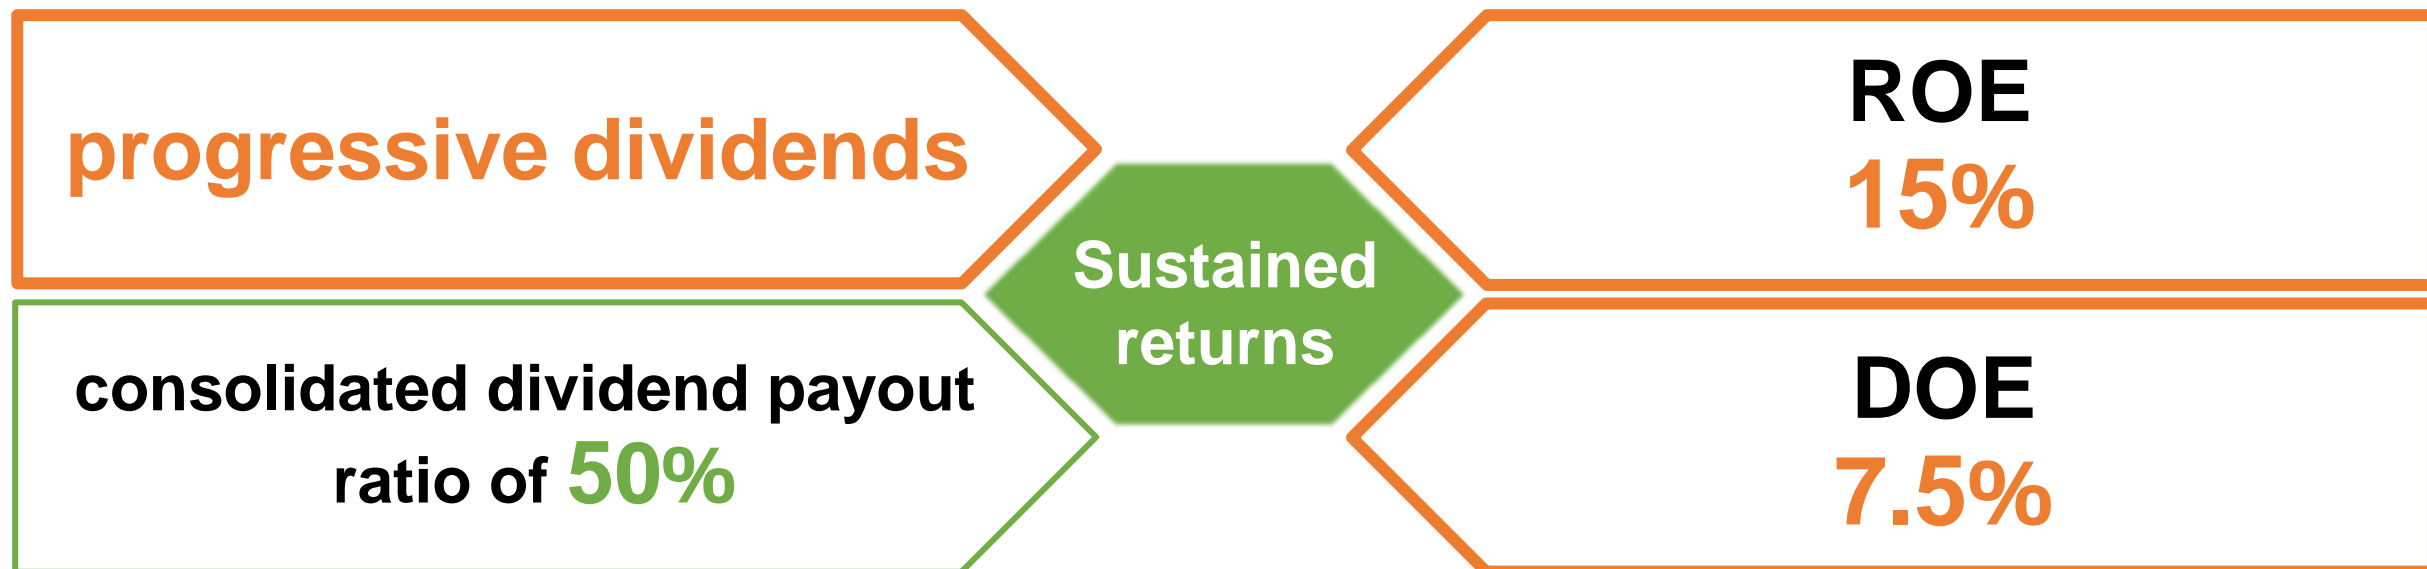 progressive dividends
consolidated dividend payout
ratio of 50%
Sustained
returns
ROE
15%
DOE
7.5%